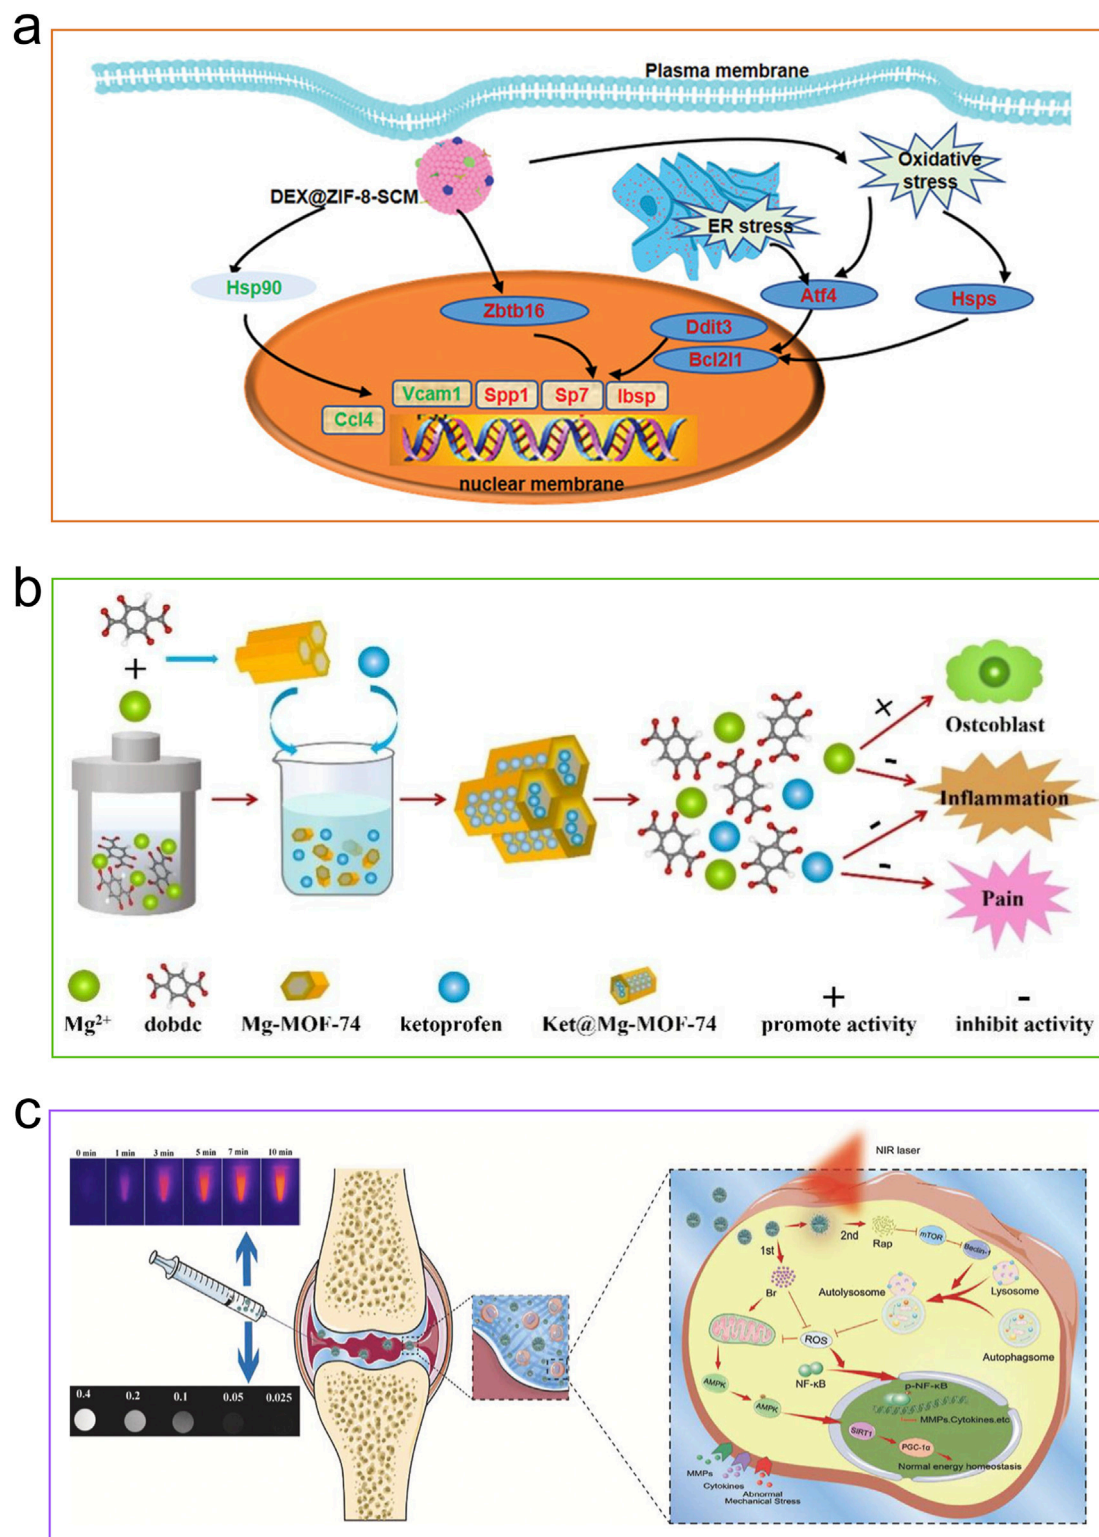 a
Plasma membrane
Oxidative
stress
DEX@ZIF-8-SCM
ER stress
Hsp90
Zbtb16
Atf4
Hsps
Ddit3
Bcl2l1
Vcam1
Spp1
Sp7
Ibsp
Ccl4
nuclear membrane
b
+
×
Osteoblast
-
Inflammation
-
-
Pain
+
-
Mg²⁺
dobdc
Mg-MOF-74
ketoprofen
Ket@Mg-MOF-74
promote activity
inhibit activity
c
0 min
1 min
3 min
5 min
7 min
10 min
NIR laser
1st
2nd
Rap
mTOR
Beclin-1
Br
Autolysosome
Lysosome
ROS
Autophagsome
NF-κB
AMPK
p-NF-κB
AMPK
MMPs.Cytokines.etc
SIRT1
PGC-1α
Normal energy homeostasis
MMPs
Cytokines
Abnormal
Mechanical Stress
0.4
0.2
0.1
0.05
0.025